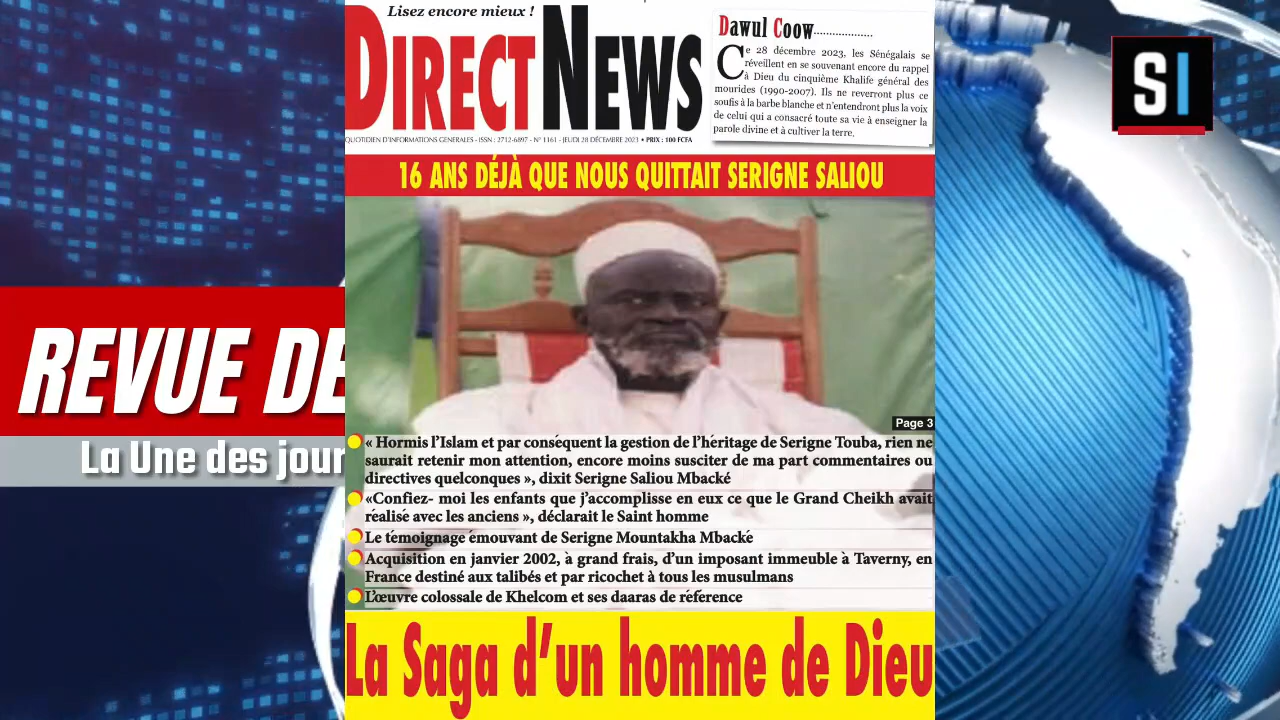 Lisez encore mieux !
DIRECT NEWS
QUOTIDIEN D'INFORMATIONS GENERALES - ISSN : 2712-6897 - N° 1161 - JEUDI 28 DÉCEMBRE 2023 • PRIX : 100 FCFA
Dawul Coow...................
Ce 28 décembre 2023, les Sénégalais se
réveillent en se souvenant encore du rappel
à Dieu du cinquième Khalife général des
mourides (1990-2007). Ils ne reverront plus ce
soufis à la barbe blanche et n'entendront plus la voix
de celui qui a consacré toute sa vie à enseigner la
parole divine et à cultiver la terre.
SI
16 ANS DÉJÀ QUE NOUS QUITTAIT SERIGNE SALIOU
REVUE DE
La Une des jour
Page 3
« Hormis l'Islam et par conséquent la gestion de l'héritage de Serigne Touba, rien ne
saurait retenir mon attention, encore moins susciter de ma part commentaires ou
directives quelconques », dixit Serigne Saliou Mbacké
«Confiez- moi les enfants que j'accomplisse en eux ce que le Grand Cheikh avait
réalisé avec les anciens », déclarait le Saint homme
Le témoignage émouvant de Serigne Mountakha Mbacké
Acquisition en janvier 2002, à grand frais, d'un imposant immeuble à Taverny, en
France destiné aux talibés et par ricochet à tous les musulmans
L'œuvre colossale de Khelcom et ses daaras de réference
La Saga d'un homme de Dieu